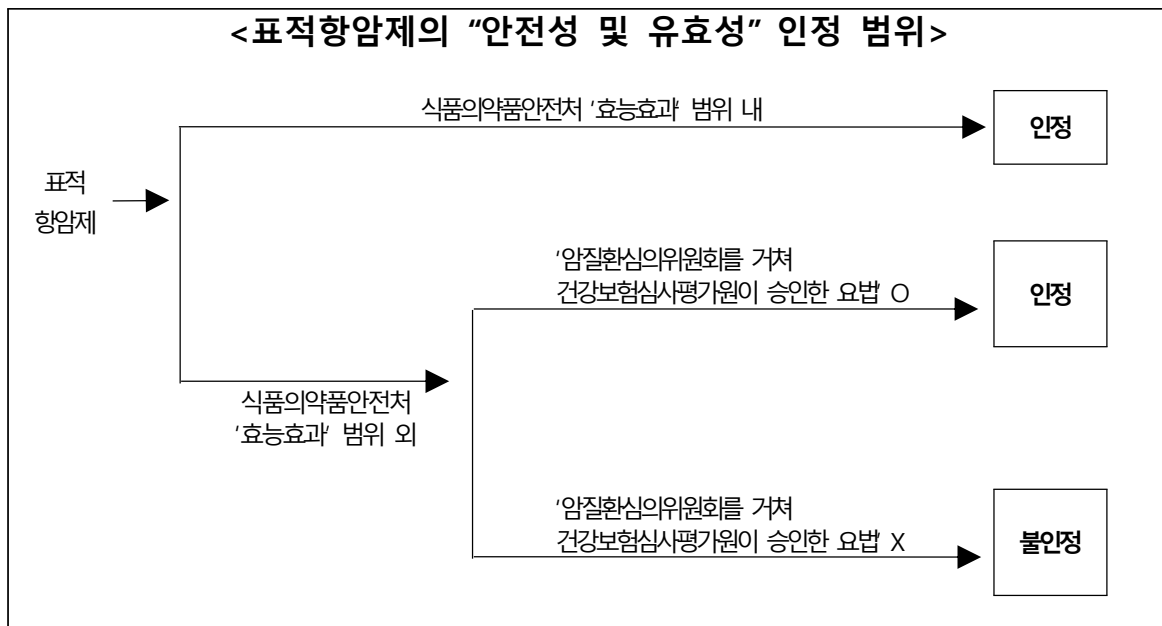 <표적항암제의 “안전성 및 유효성” 인정 범위>
식품의약품안전처 ‘효능효과’ 범위 내
인정
표적
항암제
‘암질환심의위원회를 거쳐
건강보험심사평가원이 승인한 요법’ O
인정
식품의약품안전처
‘효능효과’ 범위 외
‘암질환심의위원회를 거쳐
건강보험심사평가원이 승인한 요법’ X
불인정